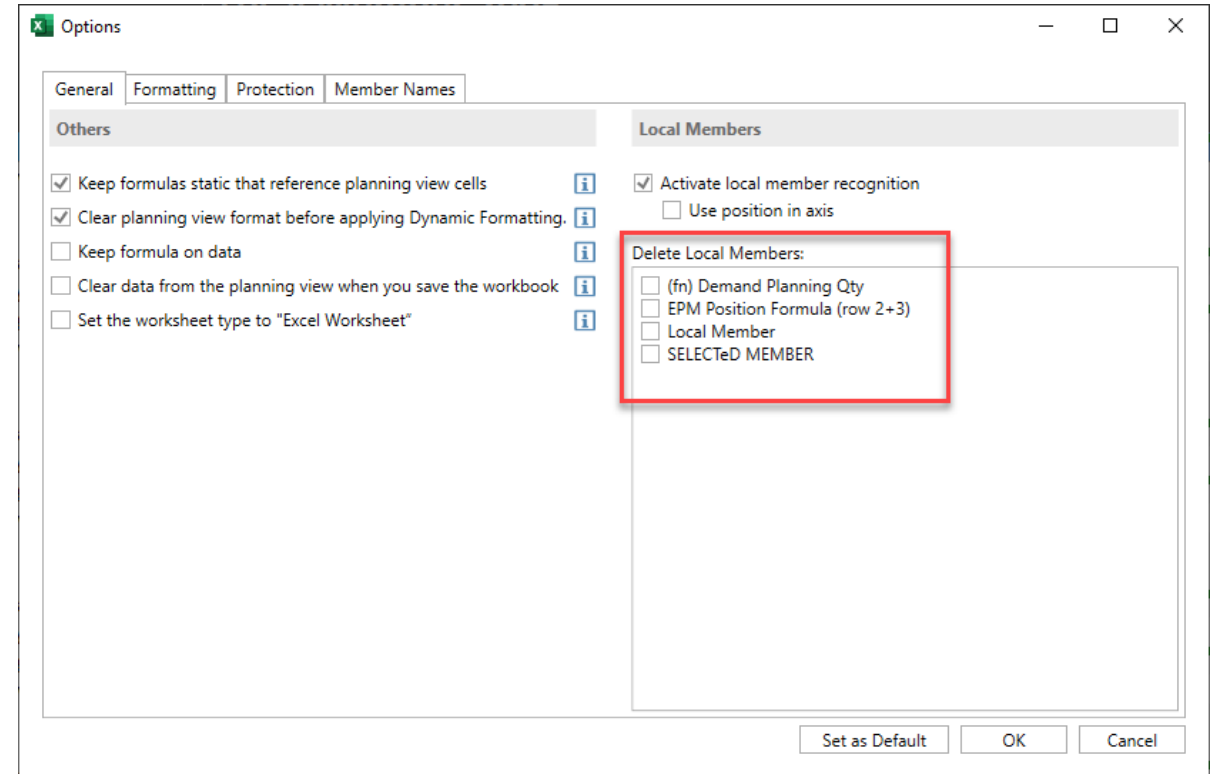 Options
General
Formatting
Protection
Member Names
Others
Keep formulas static that reference planning view cells
Clear planning view format before applying Dynamic Formatting.
Keep formula on data
Clear data from the planning view when you save the workbook
Set the worksheet type to "Excel Worksheet"
Local Members
Activate local member recognition
Use position in axis
Delete Local Members:
(fn) Demand Planning Qty
EPM Position Formula (row 2+3)
Local Member
SELECTeD MEMBER
Set as Default
OK
Cancel